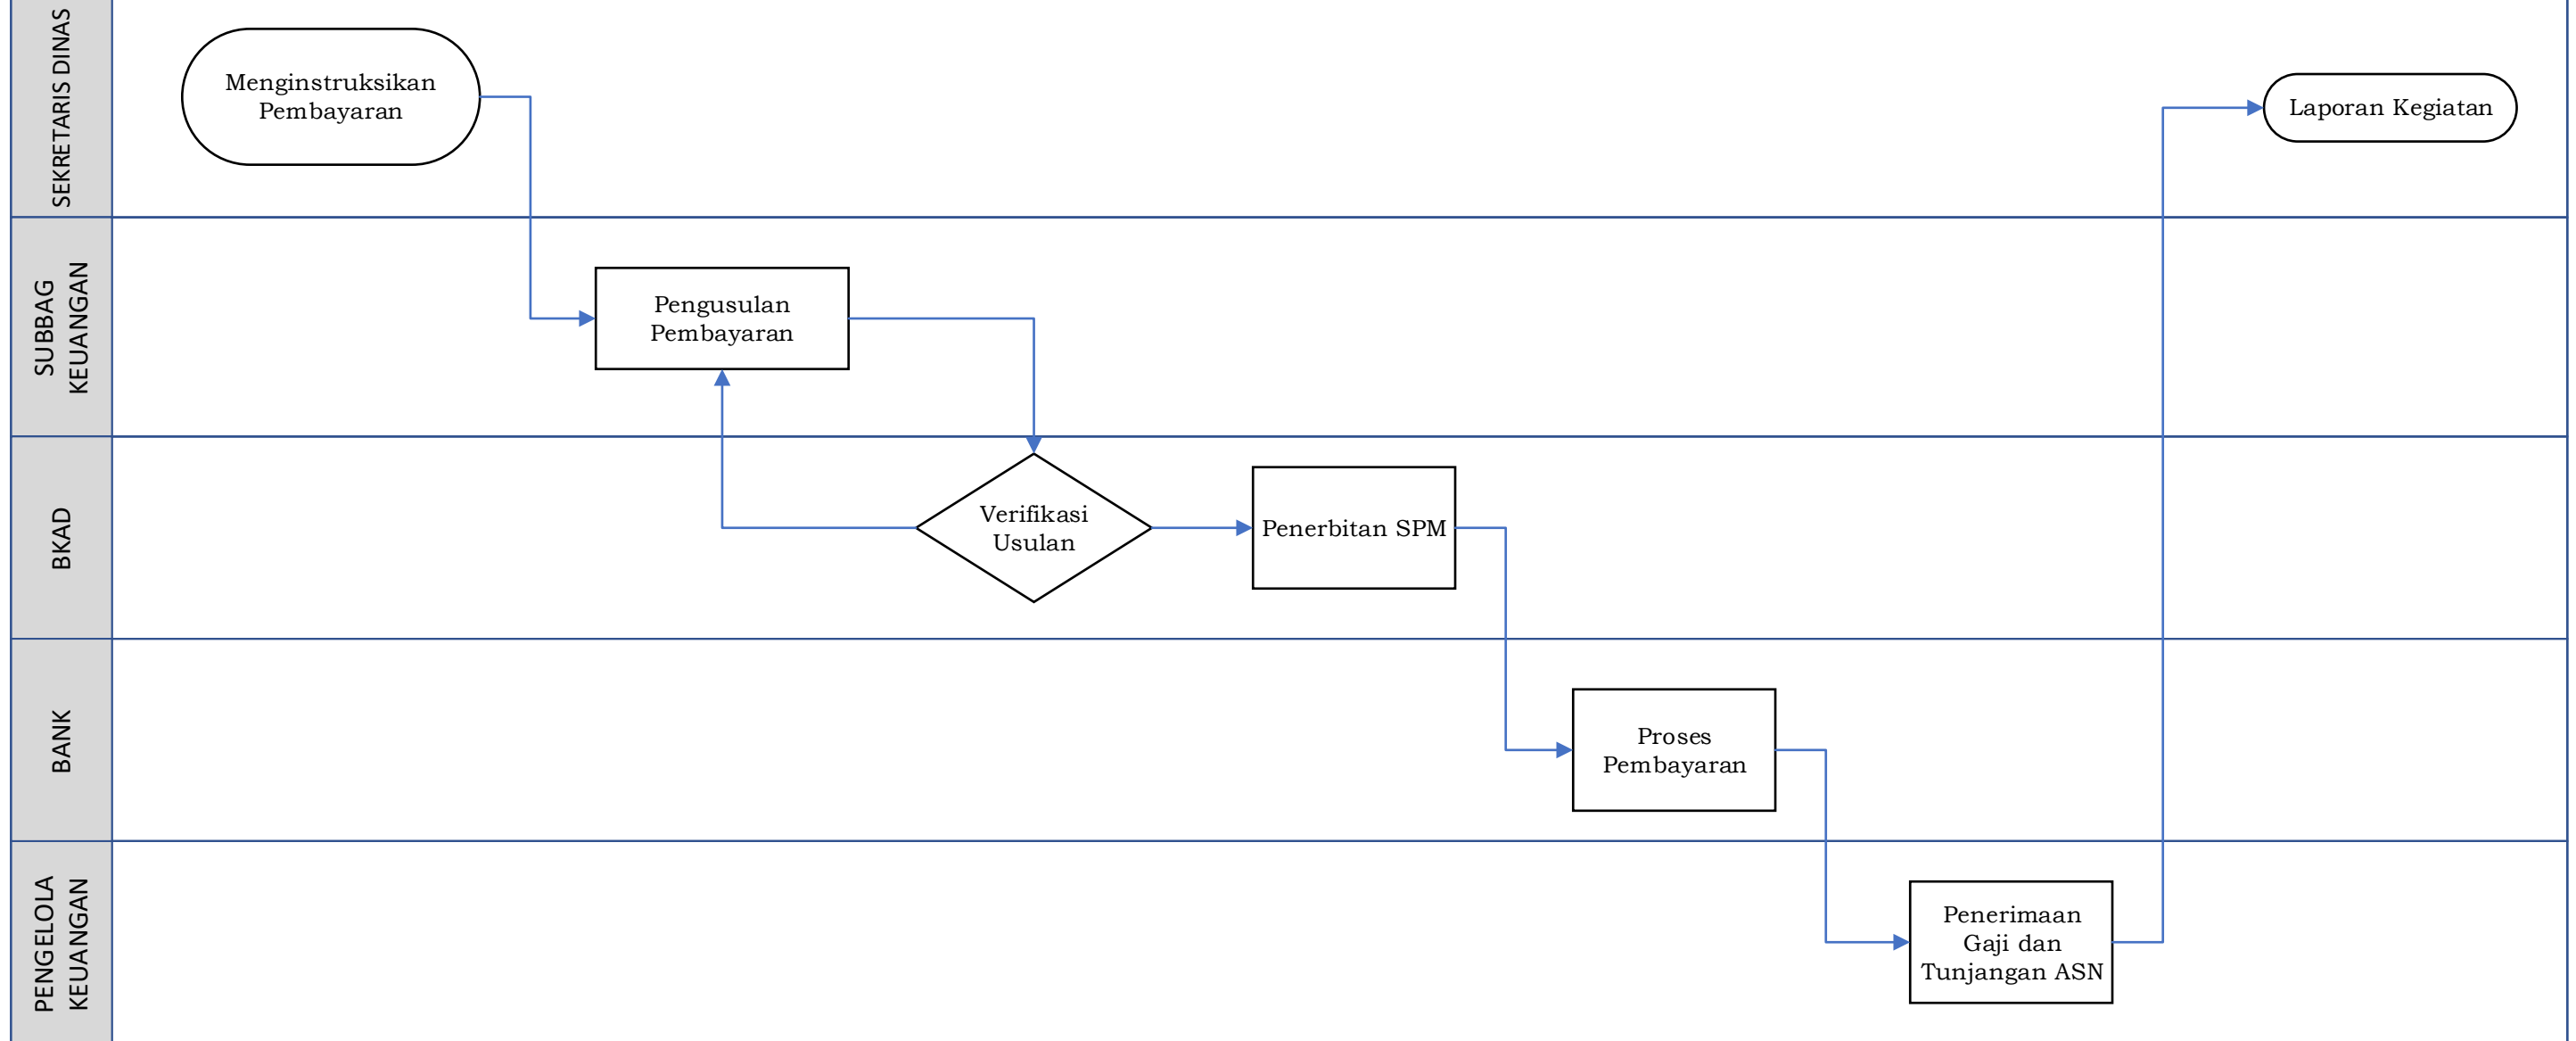 SEKRETARIS DINAS
Menginstruksikan
Pembayaran
Laporan Kegiatan
SUBBAG
KEUANGAN
Pengusulan
Pembayaran
BKAD
Verifikasi
Usulan
Penerbitan SPM
BANK
Proses
Pembayaran
PENGELOLA
KEUANGAN
Penerimaan
Gaji dan
Tunjangan ASN